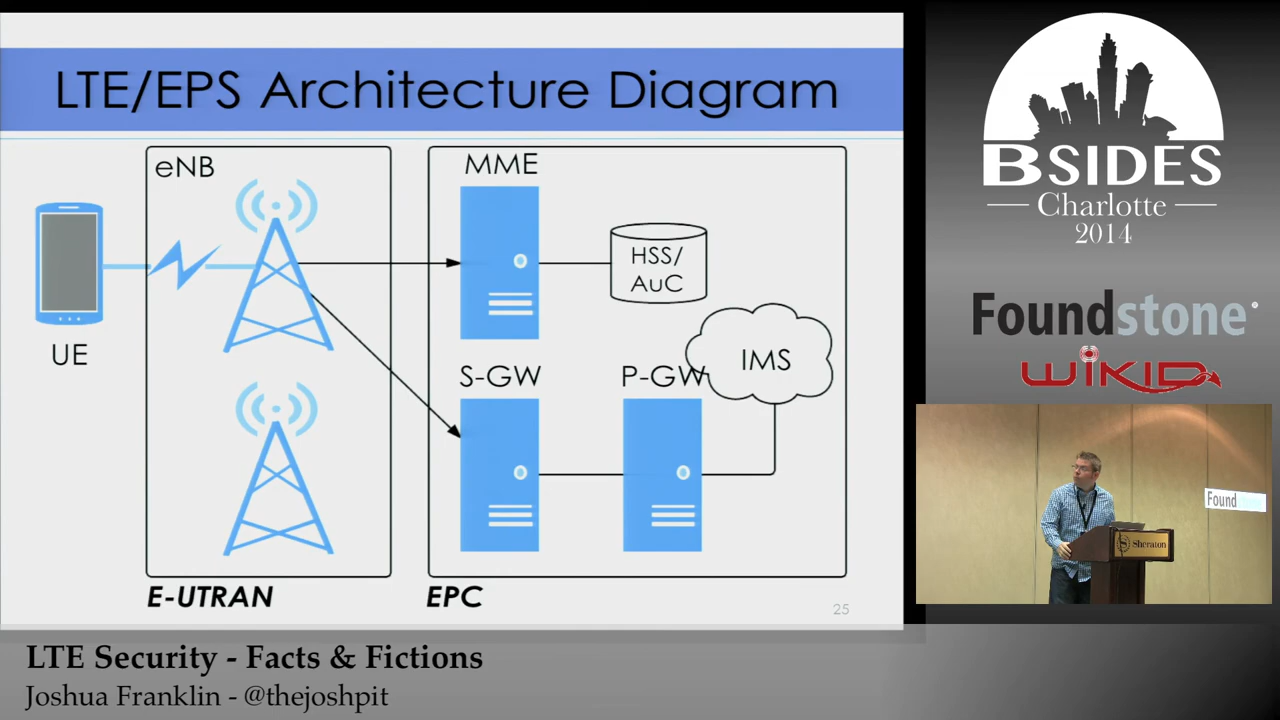 LTE/EPS Architecture Diagram
eNB
MME
HSS/
AuC
UE
S-GW
P-GW
IMS
E-UTRAN
EPC
25
BSIDES
Charlotte
2014
Foundstone
WiKID
Found
Sheraton
LTE Security - Facts & Fictions
Joshua Franklin - @thejoshpit